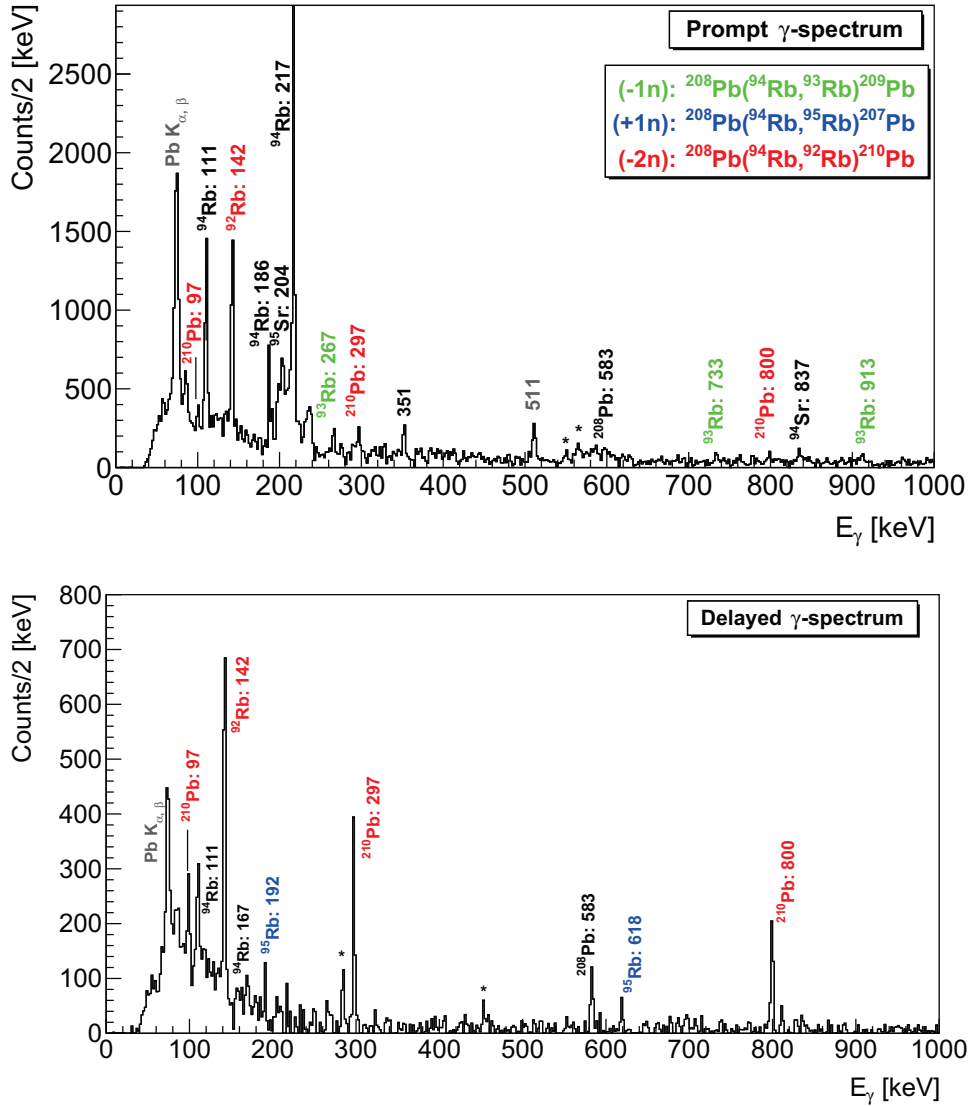 Prompt γ-spectrum
(-1n): ²⁰⁸Pb(⁹⁴Rb,⁹³Rb)²⁰⁹Pb
(+1n): ²⁰⁸Pb(⁹⁴Rb,⁹⁵Rb)²⁰⁷Pb
(-2n): ²⁰⁸Pb(⁹⁴Rb,⁹²Rb)²¹⁰Pb
Counts/2 [keV]
2500
2000
1500
1000
500
0
Pb Kα, β
²¹⁰Pb: 97
⁹⁴Rb: 111
⁹²Rb: 142
⁹⁴Rb: 186
⁹⁵Sr: 204
⁹⁴Rb: 217
⁹³Rb: 267
²¹⁰Pb: 297
351
511
*
*
²⁰⁸Pb: 583
⁹³Rb: 733
²¹⁰Pb: 800
⁹⁴Sr: 837
⁹³Rb: 913
0 100 200 300 400 500 600 700 800 900 1000
Eγ [keV]
Delayed γ-spectrum
Counts/2 [keV]
800
700
600
500
400
300
200
100
0
Pb Kα, β
²¹⁰Pb: 97
⁹⁴Rb: 111
⁹²Rb: 142
⁹⁴Rb: 167
⁹⁵Rb: 192
*
²¹⁰Pb: 297
*
²⁰⁸Pb: 583
⁹⁵Rb: 618
²¹⁰Pb: 800
0 100 200 300 400 500 600 700 800 900 1000
Eγ [keV]